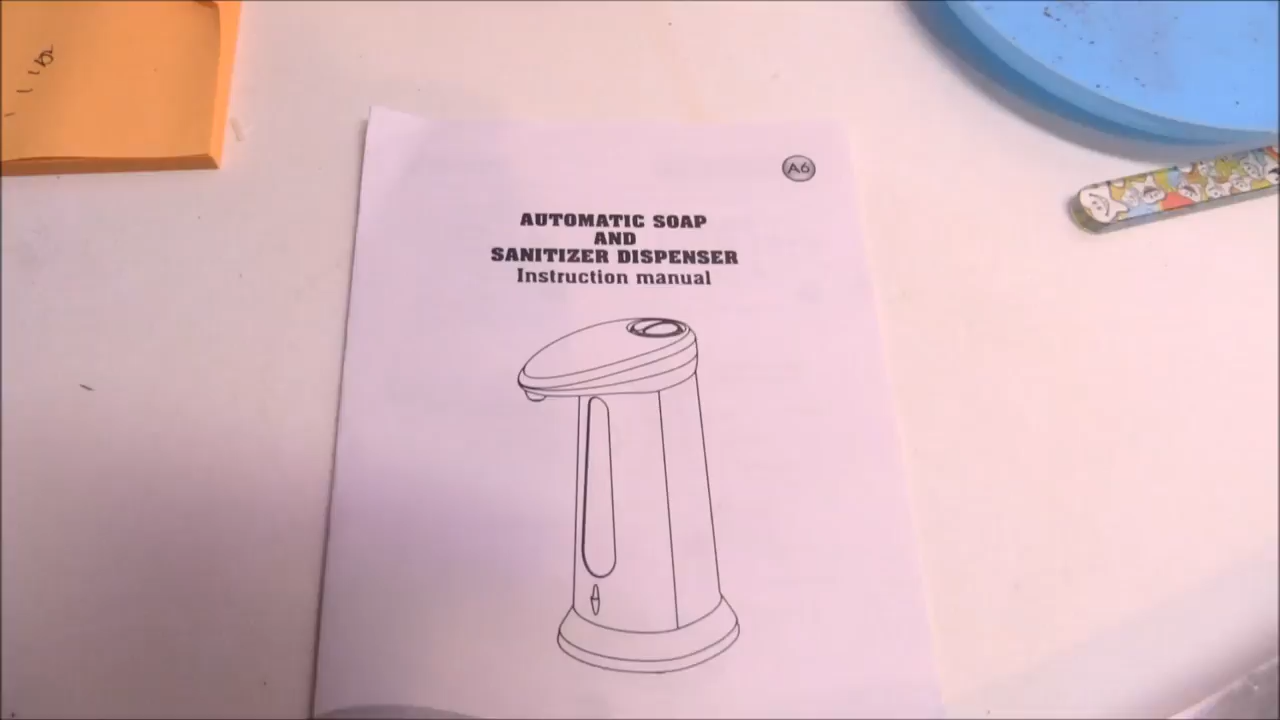 A6
AUTOMATIC SOAP
AND
SANITIZER DISPENSER
Instruction manual